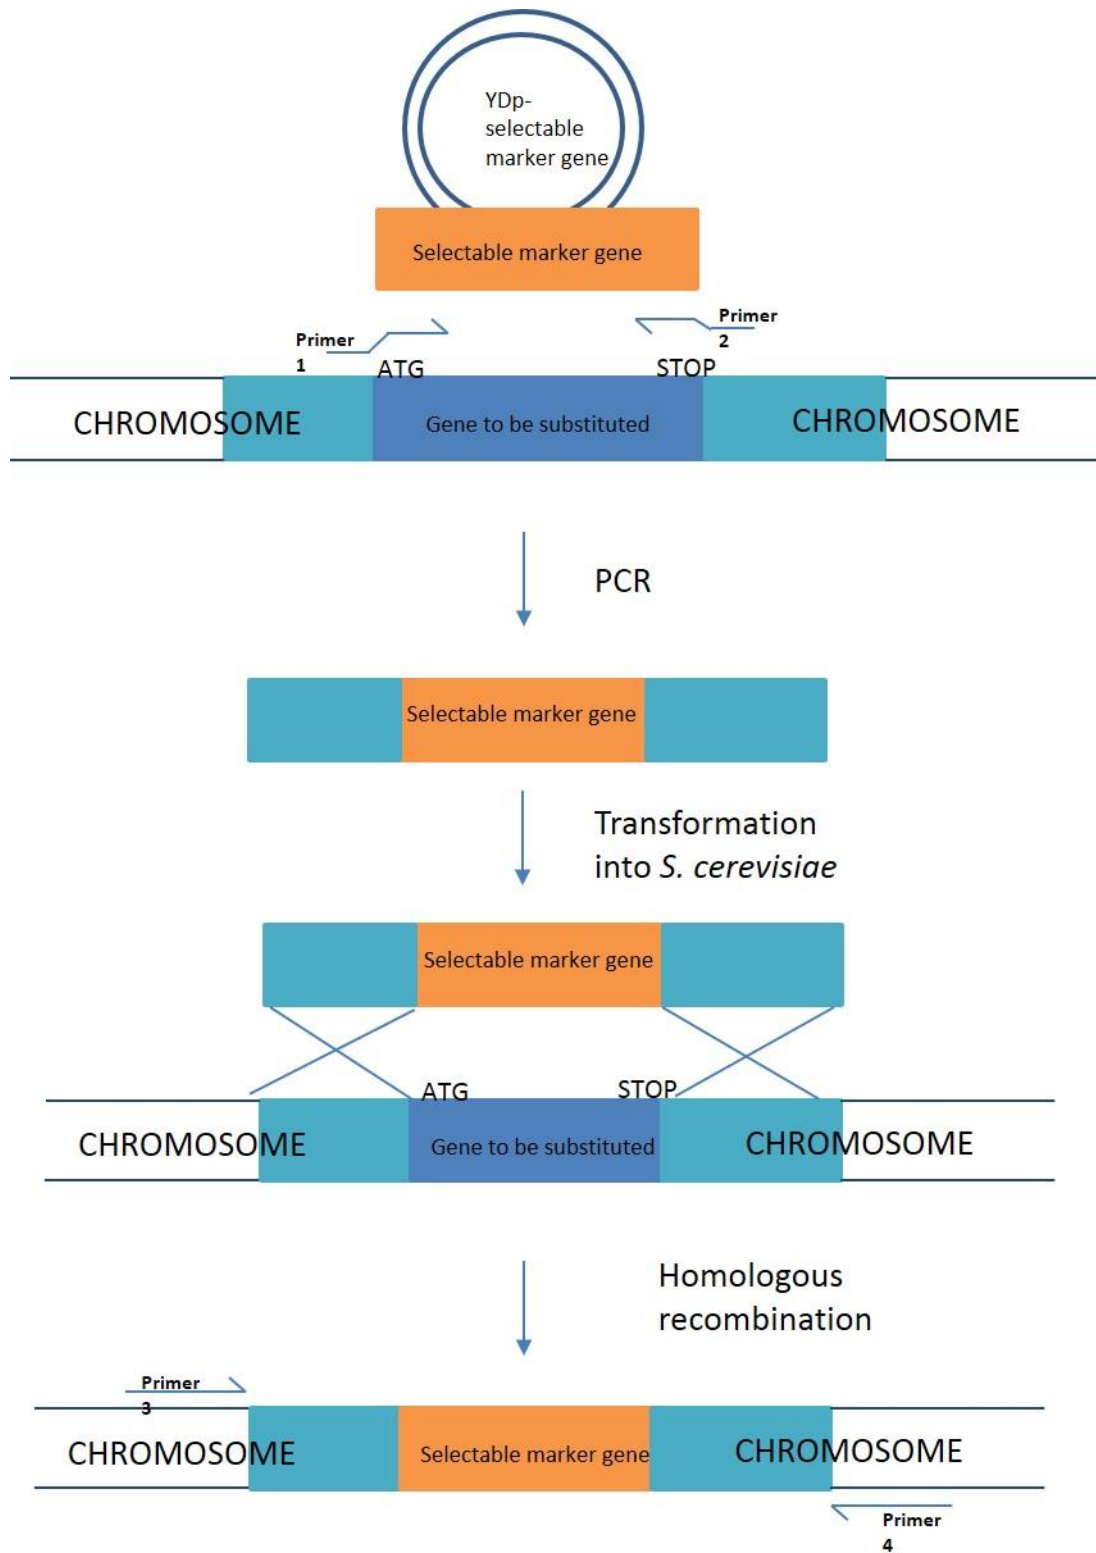 YDp-
selectable
marker gene
Selectable marker gene
Primer
1
Primer
2
ATG
STOP
CHROMOSOME
Gene to be substituted
CHROMOSOME
PCR
Selectable marker gene
Transformation
into S. cerevisiae
Selectable marker gene
ATG
STOP
CHROMOSOME
Gene to be substituted
CHROMOSOME
Homologous
recombination
Primer
3
CHROMOSOME
Selectable marker gene
CHROMOSOME
Primer
4